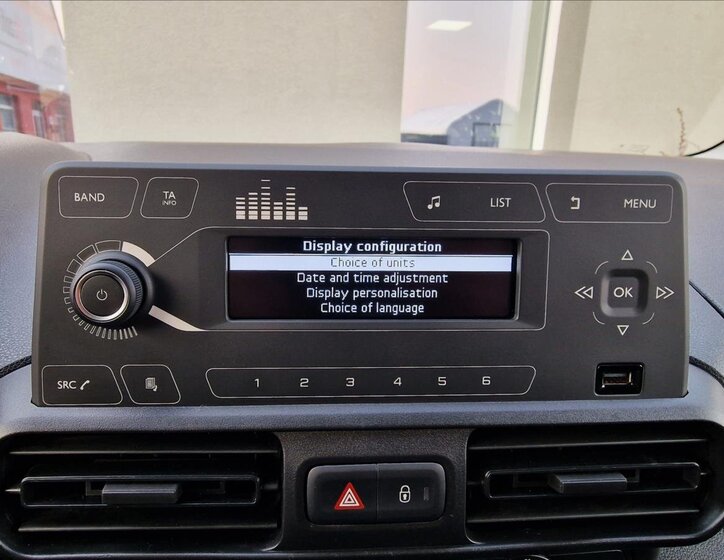 BAND
TA
INFO
LIST
MENU
Display configuration
Choice of units
Date and time adjustment
Display personalisation
Choice of language
OK
SRC
1 2 3 4 5 6